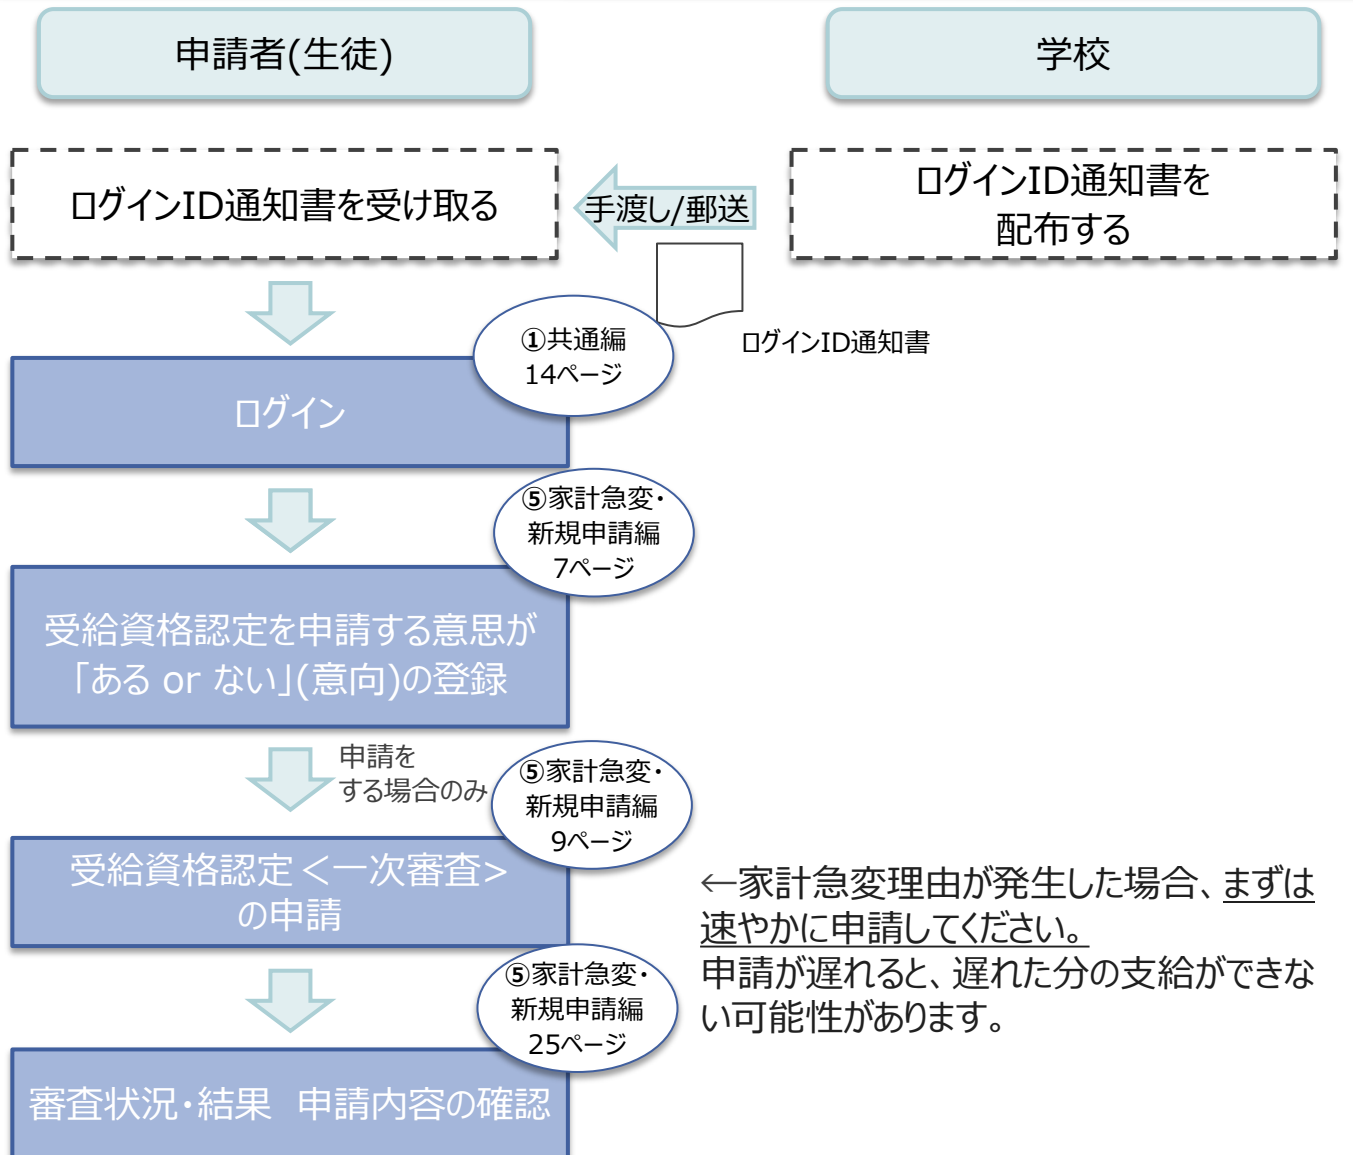 申請者(生徒)
学校
ログインID通知書を受け取る
手渡し/郵送
ログインID通知書を
配布する
ログインID通知書
①共通編
14ページ
ログイン
⑤家計急変・
新規申請編
7ページ
受給資格認定を申請する意思が
「ある or ない」(意向)の登録
申請を
する場合のみ
⑤家計急変・
新規申請編
9ページ
受給資格認定<一次審査>
の申請
←家計急変理由が発生した場合、まずは
速やかに申請してください。
申請が遅れると、遅れた分の支給ができな
い可能性があります。
⑤家計急変・
新規申請編
25ページ
審査状況・結果　申請内容の確認